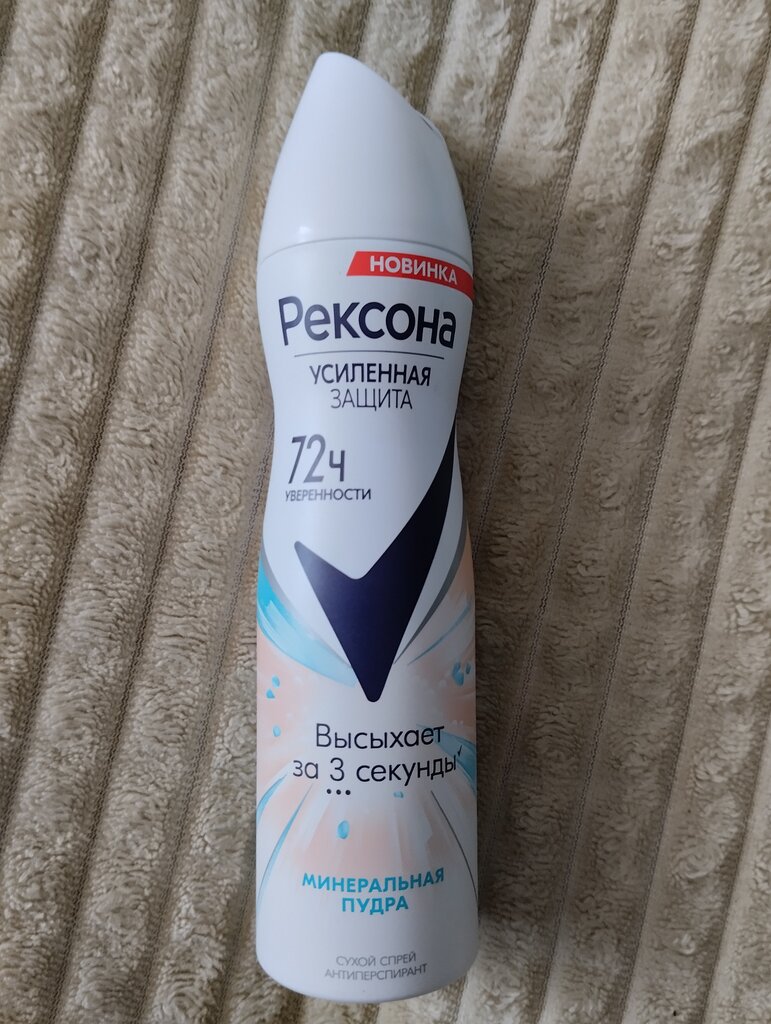 НОВИНКА
Рексона
УСИЛЕННАЯ
ЗАЩИТА
72ч
УВЕРЕННОСТИ
Высыхает
за 3 секунды
МИНЕРАЛЬНАЯ
ПУДРА
СУХОЙ СПРЕЙ
АНТИПЕРСПИРАНТ